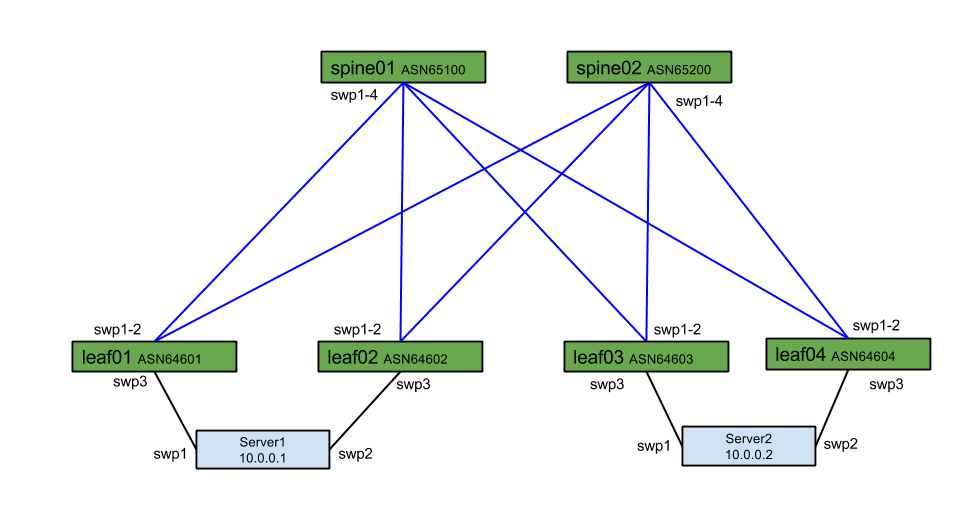 spine01 ASN65100
spine02 ASN65200
swp1-4
swp1-4
swp1-2
swp1-2
swp1-2
swp1-2
leaf01 ASN64601
leaf02 ASN64602
leaf03 ASN64603
leaf04 ASN64604
swp3
swp3
swp3
swp3
swp1
Server1
10.0.0.1
swp2
swp1
Server2
10.0.0.2
swp2